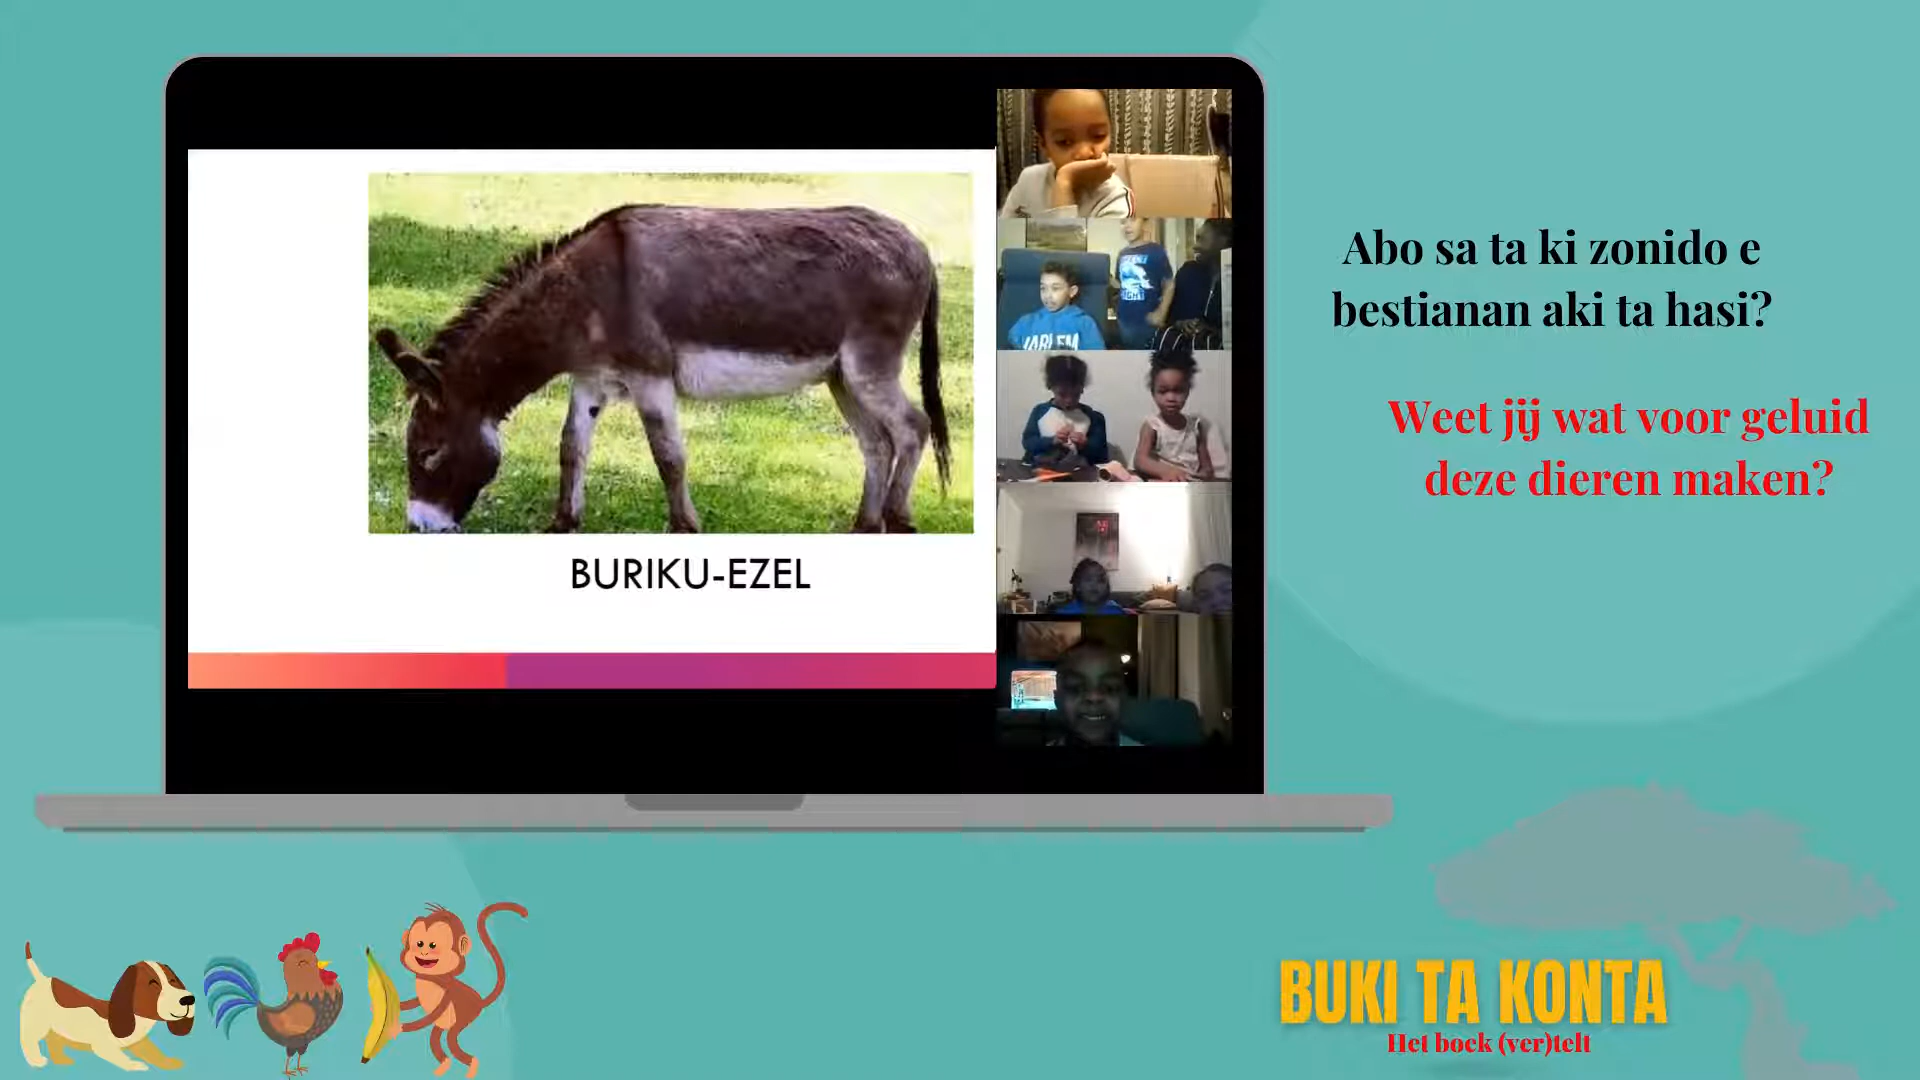 BURIKU-EZEL
Abo sa ta ki zonido e
bestianan aki ta hasi?
Weet jij wat voor geluid
deze dieren maken?
BUKI TA KONTA
Het boek (ver)telt